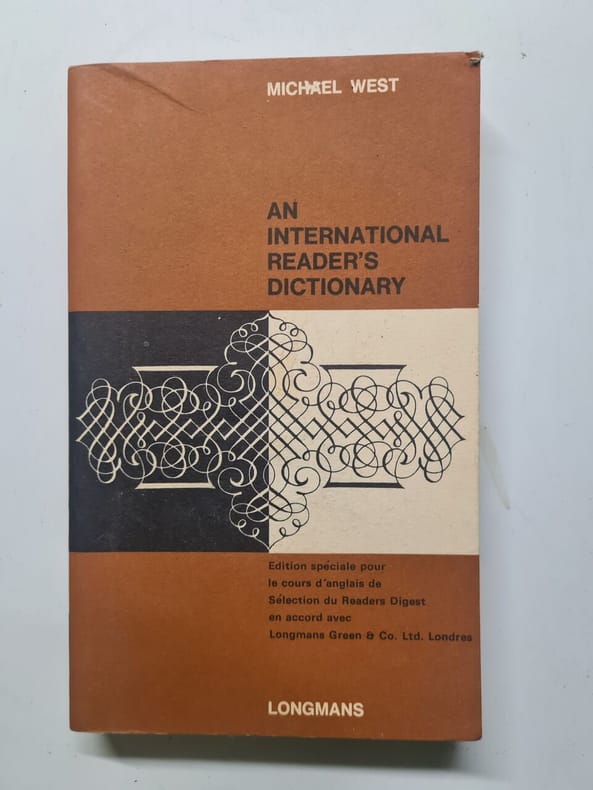 MICHAEL WEST
AN
INTERNATIONAL
READER'S
DICTIONARY
Edition spéciale pour
le cours d'anglais de
Sélection du Readers Digest
en accord avec
Longmans Green & Co. Ltd. Londres
LONGMANS